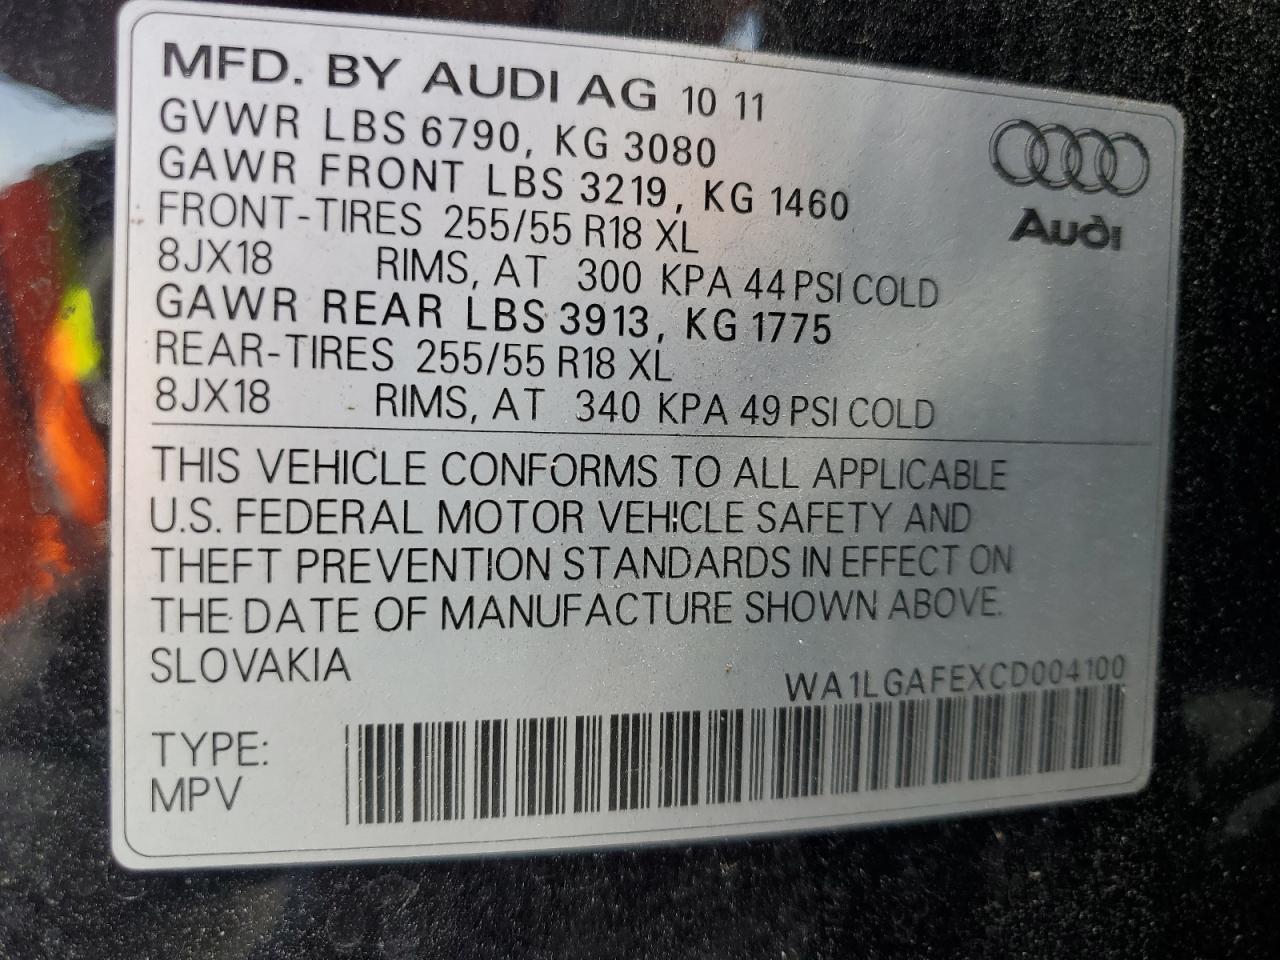 MFD. BY AUDI AG 10 11
GVWR LBS 6790, KG 3080
GAWR FRONT LBS 3219, KG 1460
FRONT-TIRES 255/55 R18 XL
8JX18 RIMS, AT 300 KPA 44 PSI COLD
GAWR REAR LBS 3913, KG 1775
REAR-TIRES 255/55 R18 XL
8JX18 RIMS, AT 340 KPA 49 PSI COLD
Audi
THIS VEHICLE CONFORMS TO ALL APPLICABLE
U.S. FEDERAL MOTOR VEHICLE SAFETY AND
THEFT PREVENTION STANDARDS IN EFFECT ON
THE DATE OF MANUFACTURE SHOWN ABOVE.
SLOVAKIA
WA1LGAFEXCD004100
TYPE:
MPV